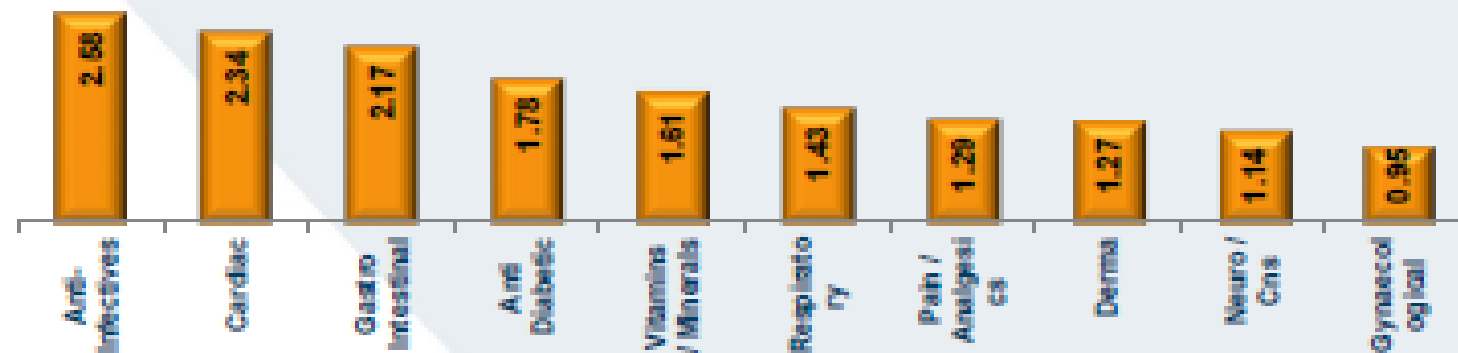 2.58
2.34
2.17
1.78
1.61
1.43
1.29
1.27
1.14
0.95
Anti-
Infectives
Cardiac
Gastro
Intestinal
Anti
Diabetic
Vitamins
/ Minerals
Respirato
ry
Pain /
Analgesi
cs
Derma
Neuro /
Cns
Gynaecol
ogical